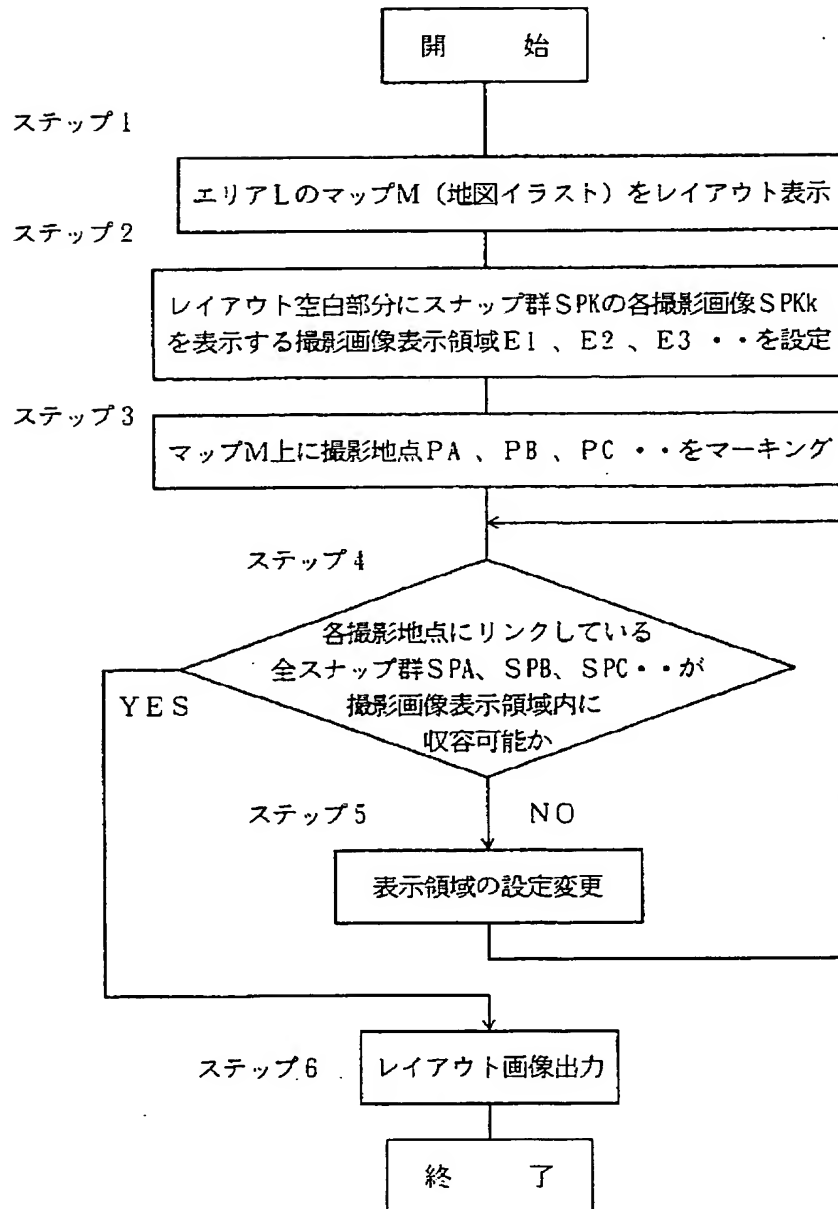 開 始
ステップ1
エリアLのマップM（地図イラスト）をレイアウト表示
ステップ2
レイアウト空白部分にスナップ群SPKの各撮影画像SPKk
を表示する撮影画像表示領域E1、E2、E3・・を設定
ステップ3
マップM上に撮影地点PA、PB、PC・・をマーキング
ステップ4
各撮影地点にリンクしている
全スナップ群SPA、SPB、SPC・・が
撮影画像表示領域内に
収容可能か
YES
ステップ5
NO
表示領域の設定変更
ステップ6
レイアウト画像出力
終 了